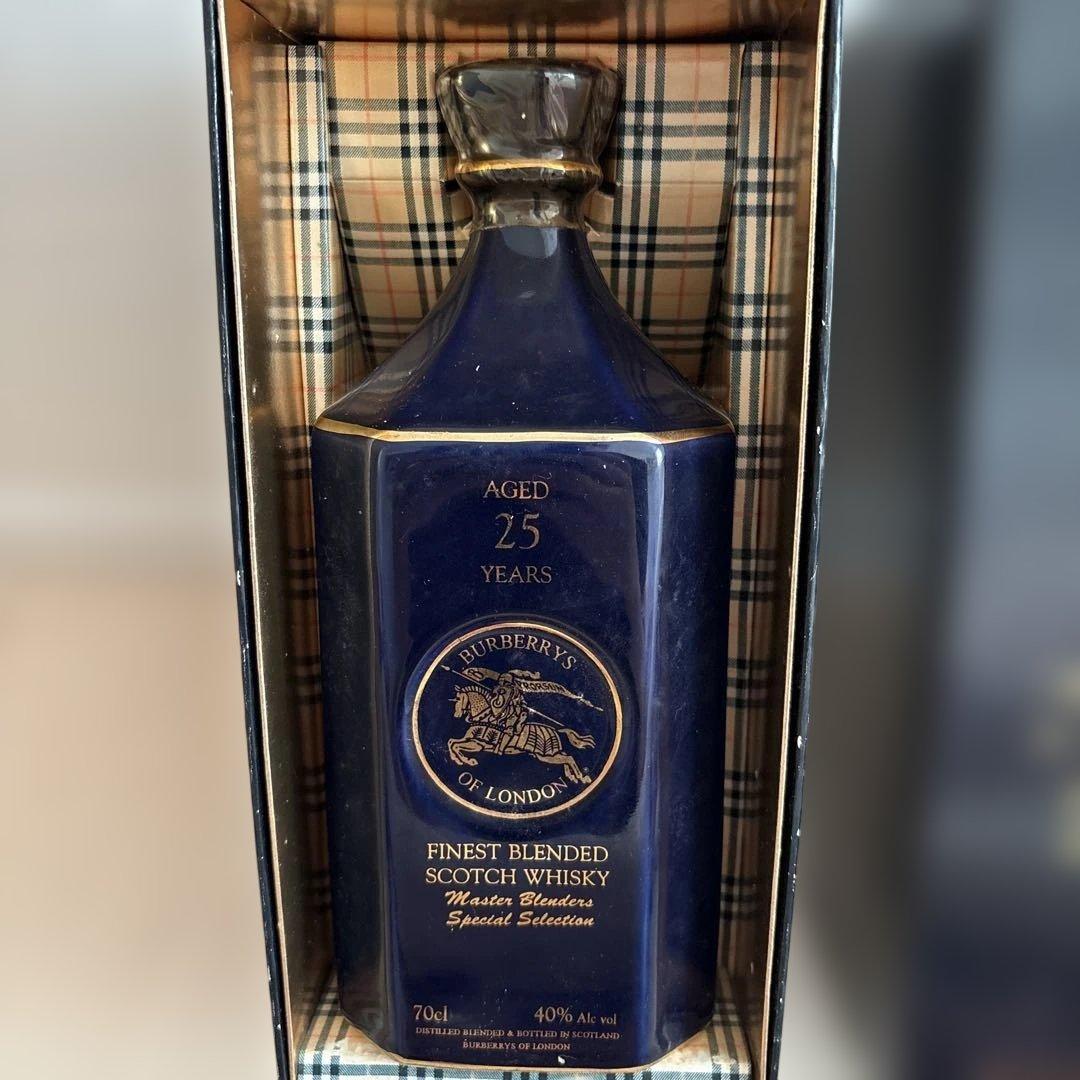 AGED
25
YEARS
BURBERRYS
PRORSUM
OF LONDON
FINEST BLENDED
SCOTCH WHISKY
Master Blenders
Special Selection
70cl 40% Alc vol
DISTILLED BLENDED & BOTTLED IN SCOTLAND
BURBERRYS OF LONDON